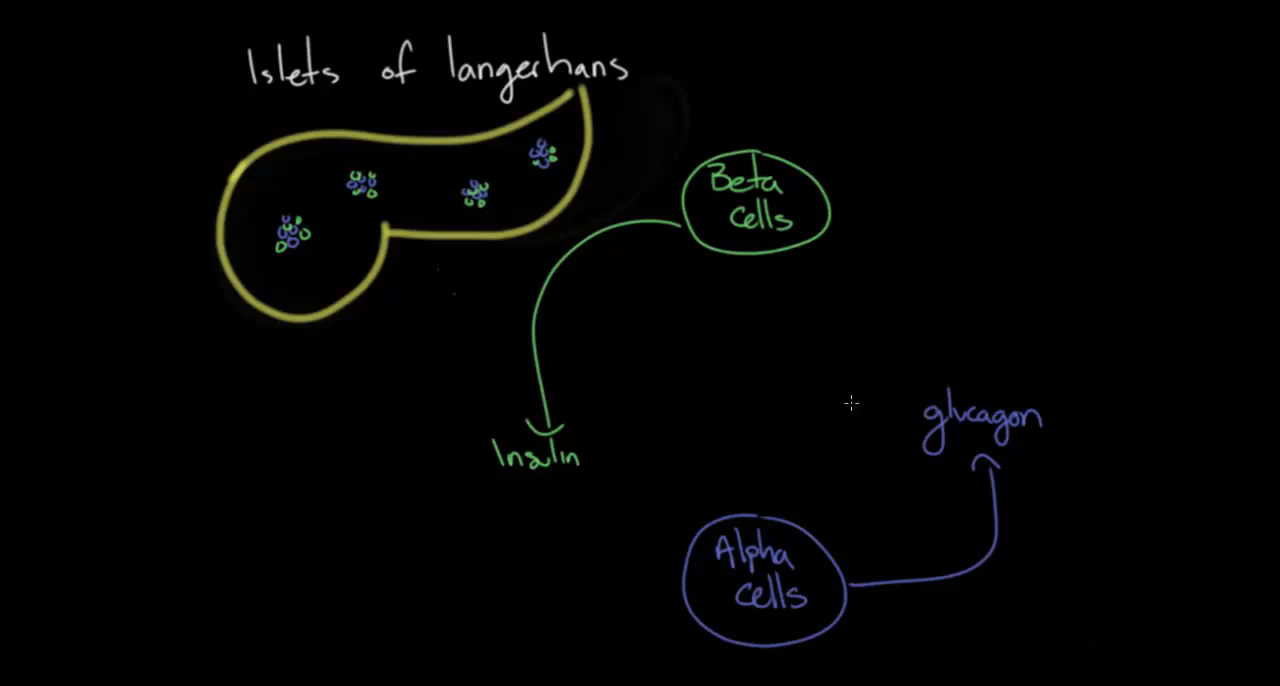 Islets of langerhans
Beta
cells
glucagon
Insulin
Alpha
cells